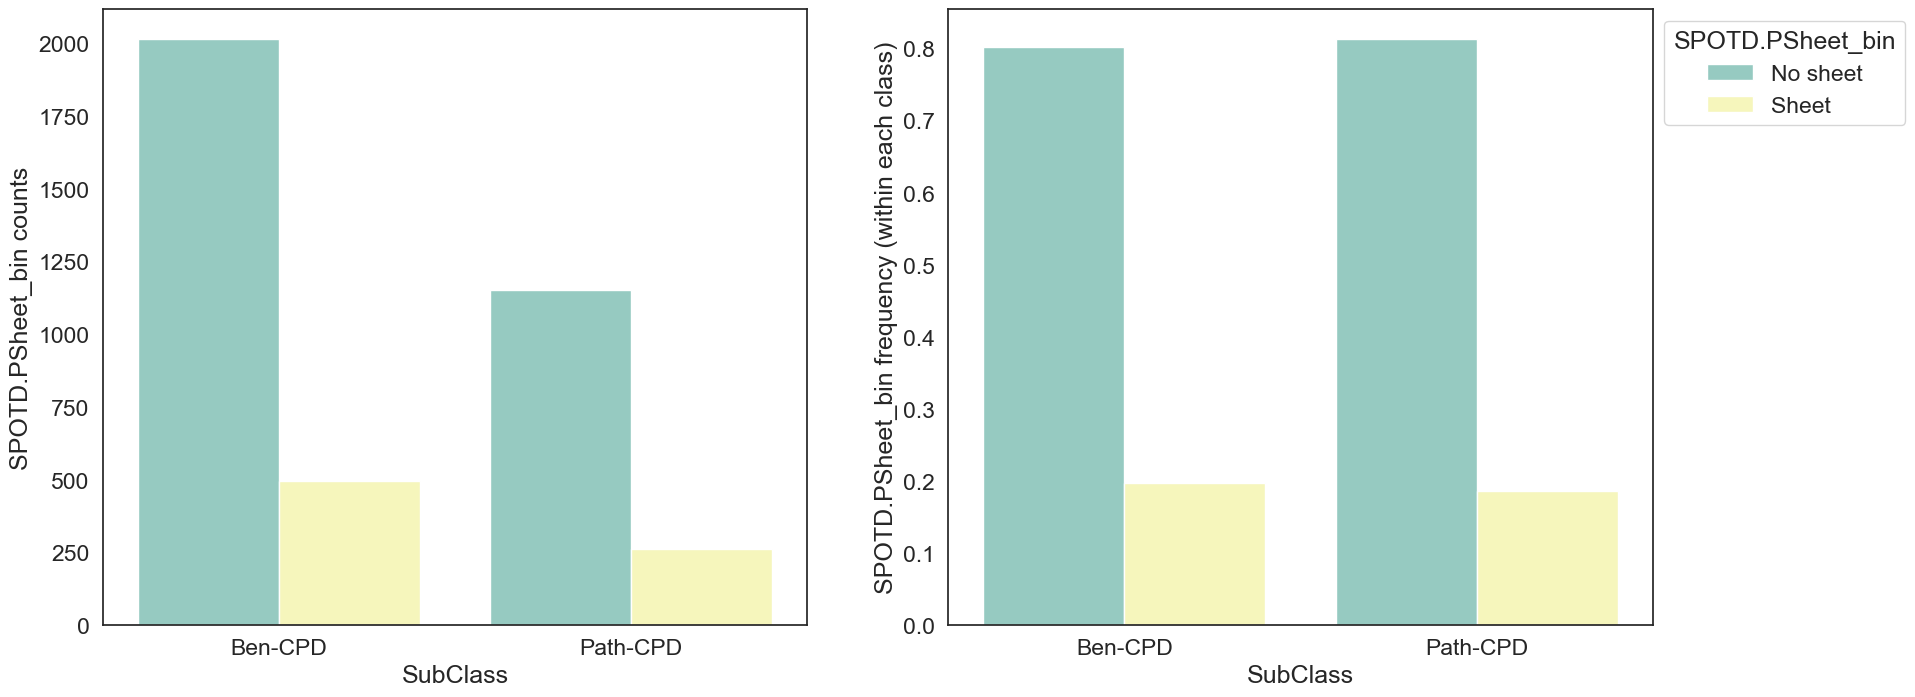 SPOTD.PSheet_bin counts
2000
1750
1500
1250
1000
750
500
250
0
Ben-CPD
Path-CPD
SubClass
SPOTD.PSheet_bin frequency (within each class)
0.8
0.7
0.6
0.5
0.4
0.3
0.2
0.1
0.0
Ben-CPD
Path-CPD
SubClass
SPOTD.PSheet_bin
No sheet
Sheet